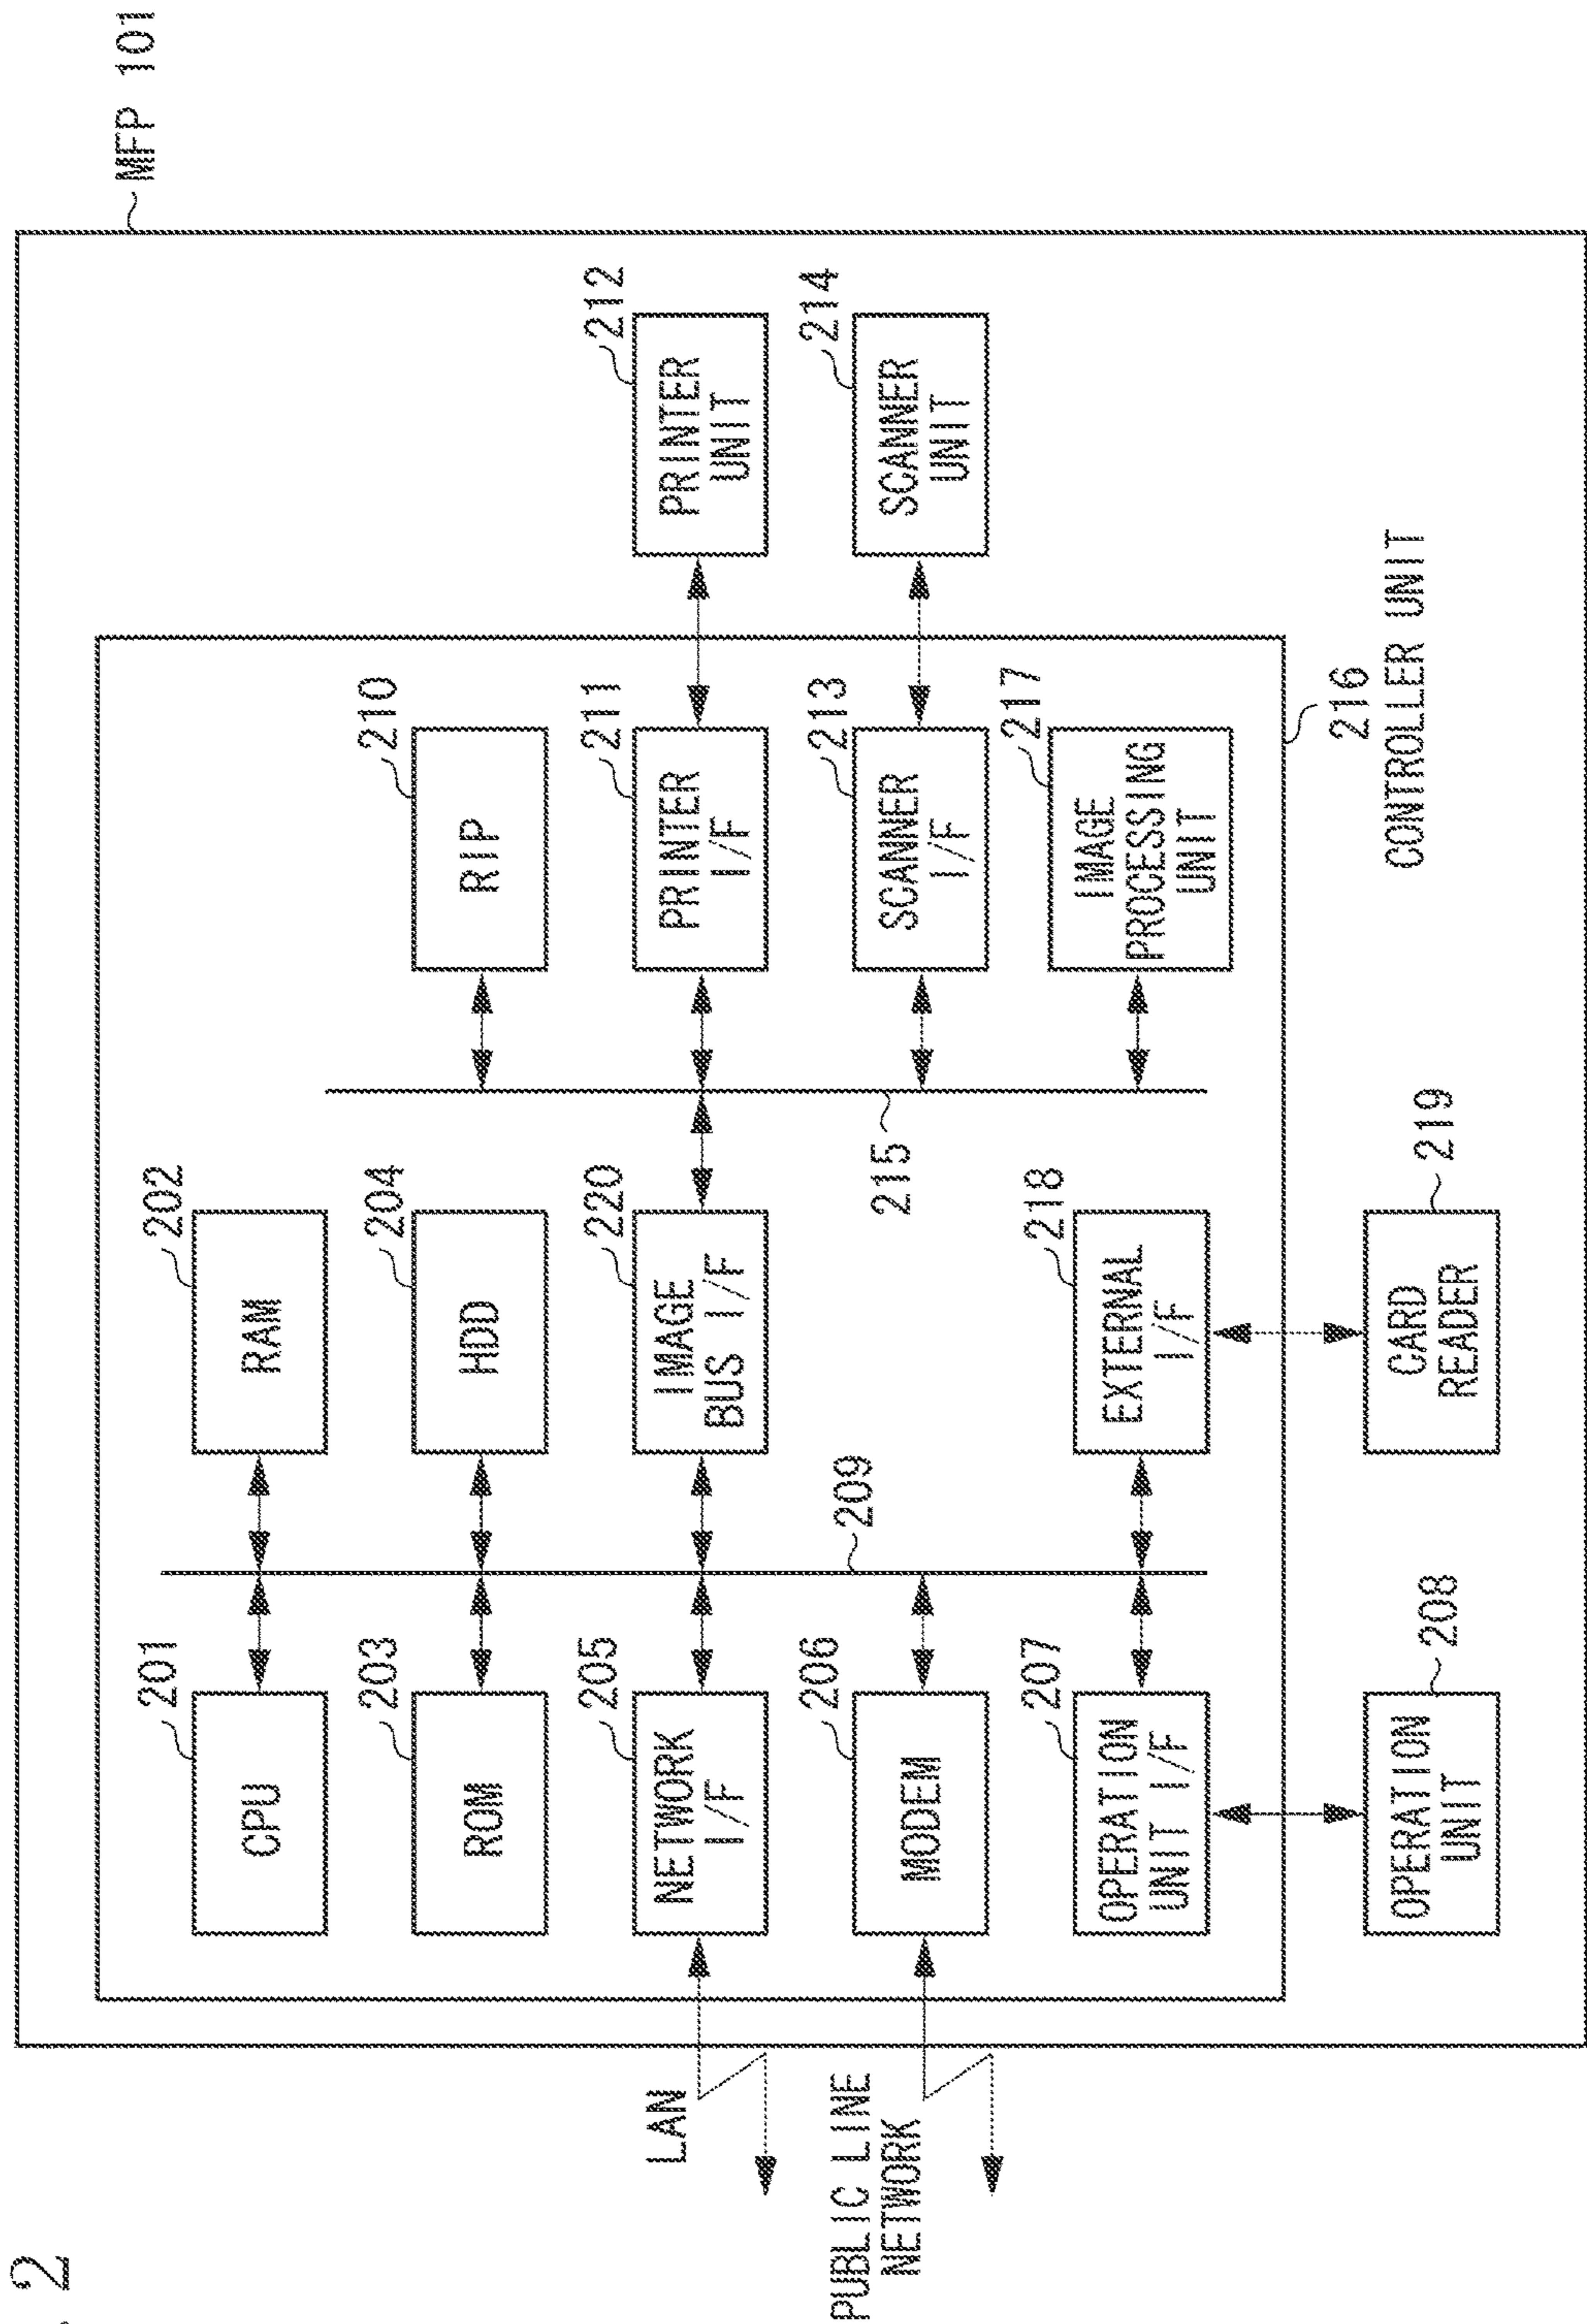 . 2
MFP 101
201
CPU
202
RAM
203
ROM
204
HDD
210
RIP
LAN
205
NETWORK
I/F
220
IMAGE
BUS I/F
211
PRINTER
I/F
212
PRINTER
UNIT
PUBLIC LINE
NETWORK
206
MODEM
209
215
213
SCANNER
I/F
214
SCANNER
UNIT
207
OPERATION
UNIT I/F
218
EXTERNAL
I/F
217
IMAGE
PROCESSING
UNIT
216
CONTROLLER UNIT
208
OPERATION
UNIT
219
CARD
READER